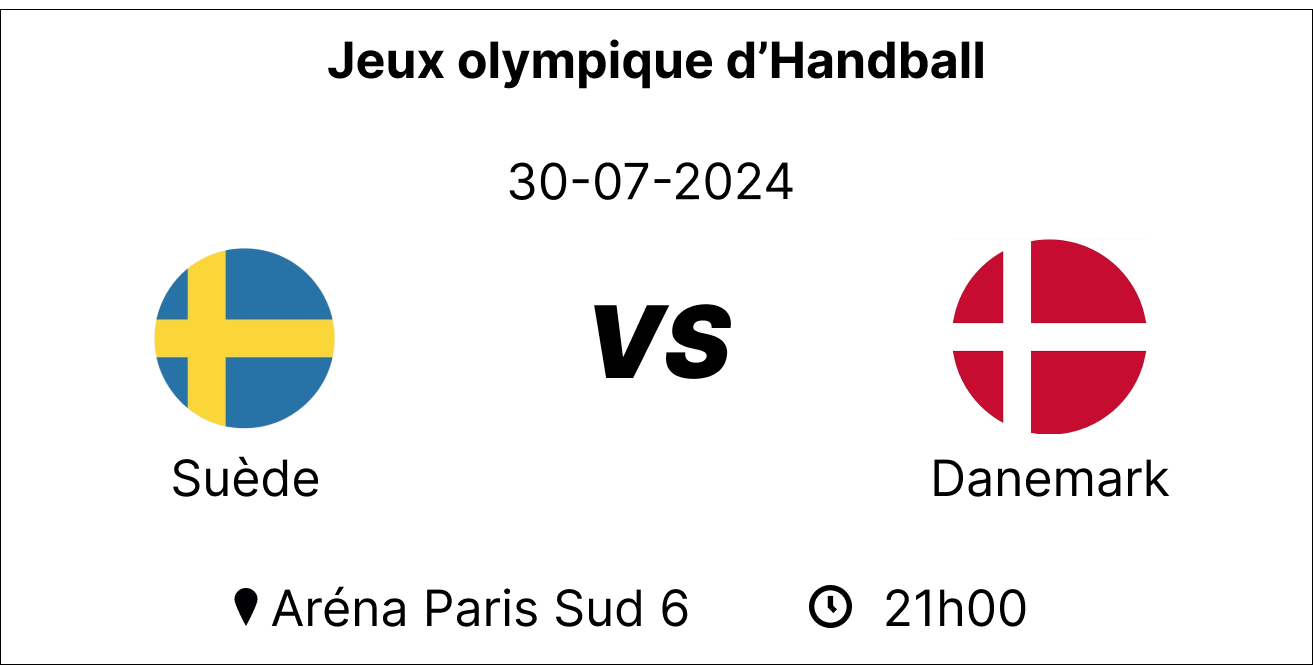 Jeux olympique d’Handball
30-07-2024
VS
Suède
Danemark
Aréna Paris Sud 6
21h00